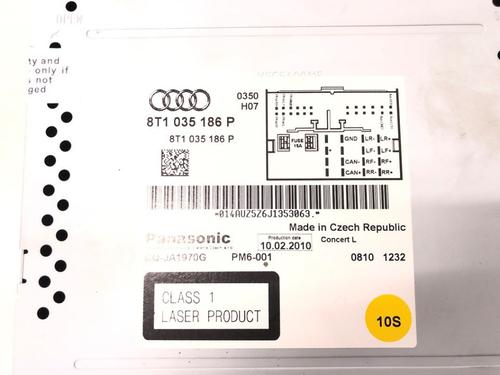 OPEN
ty and
only if
s not
ged
0350
H07
8T1 035 186 P
8T1 035 186 P
FUSE
15A
GND LR- LR+
+ LF- LF+
CAN- RF- RF+
CAN+ RR- RR+
*014AUZ5Z6J1353063.*
Made in Czech Republic
Panasonic
Production date
10.02.2010
Concert L
CQ-JA1970G
PM6-001
0810 1232
CLASS 1
LASER PRODUCT
10S